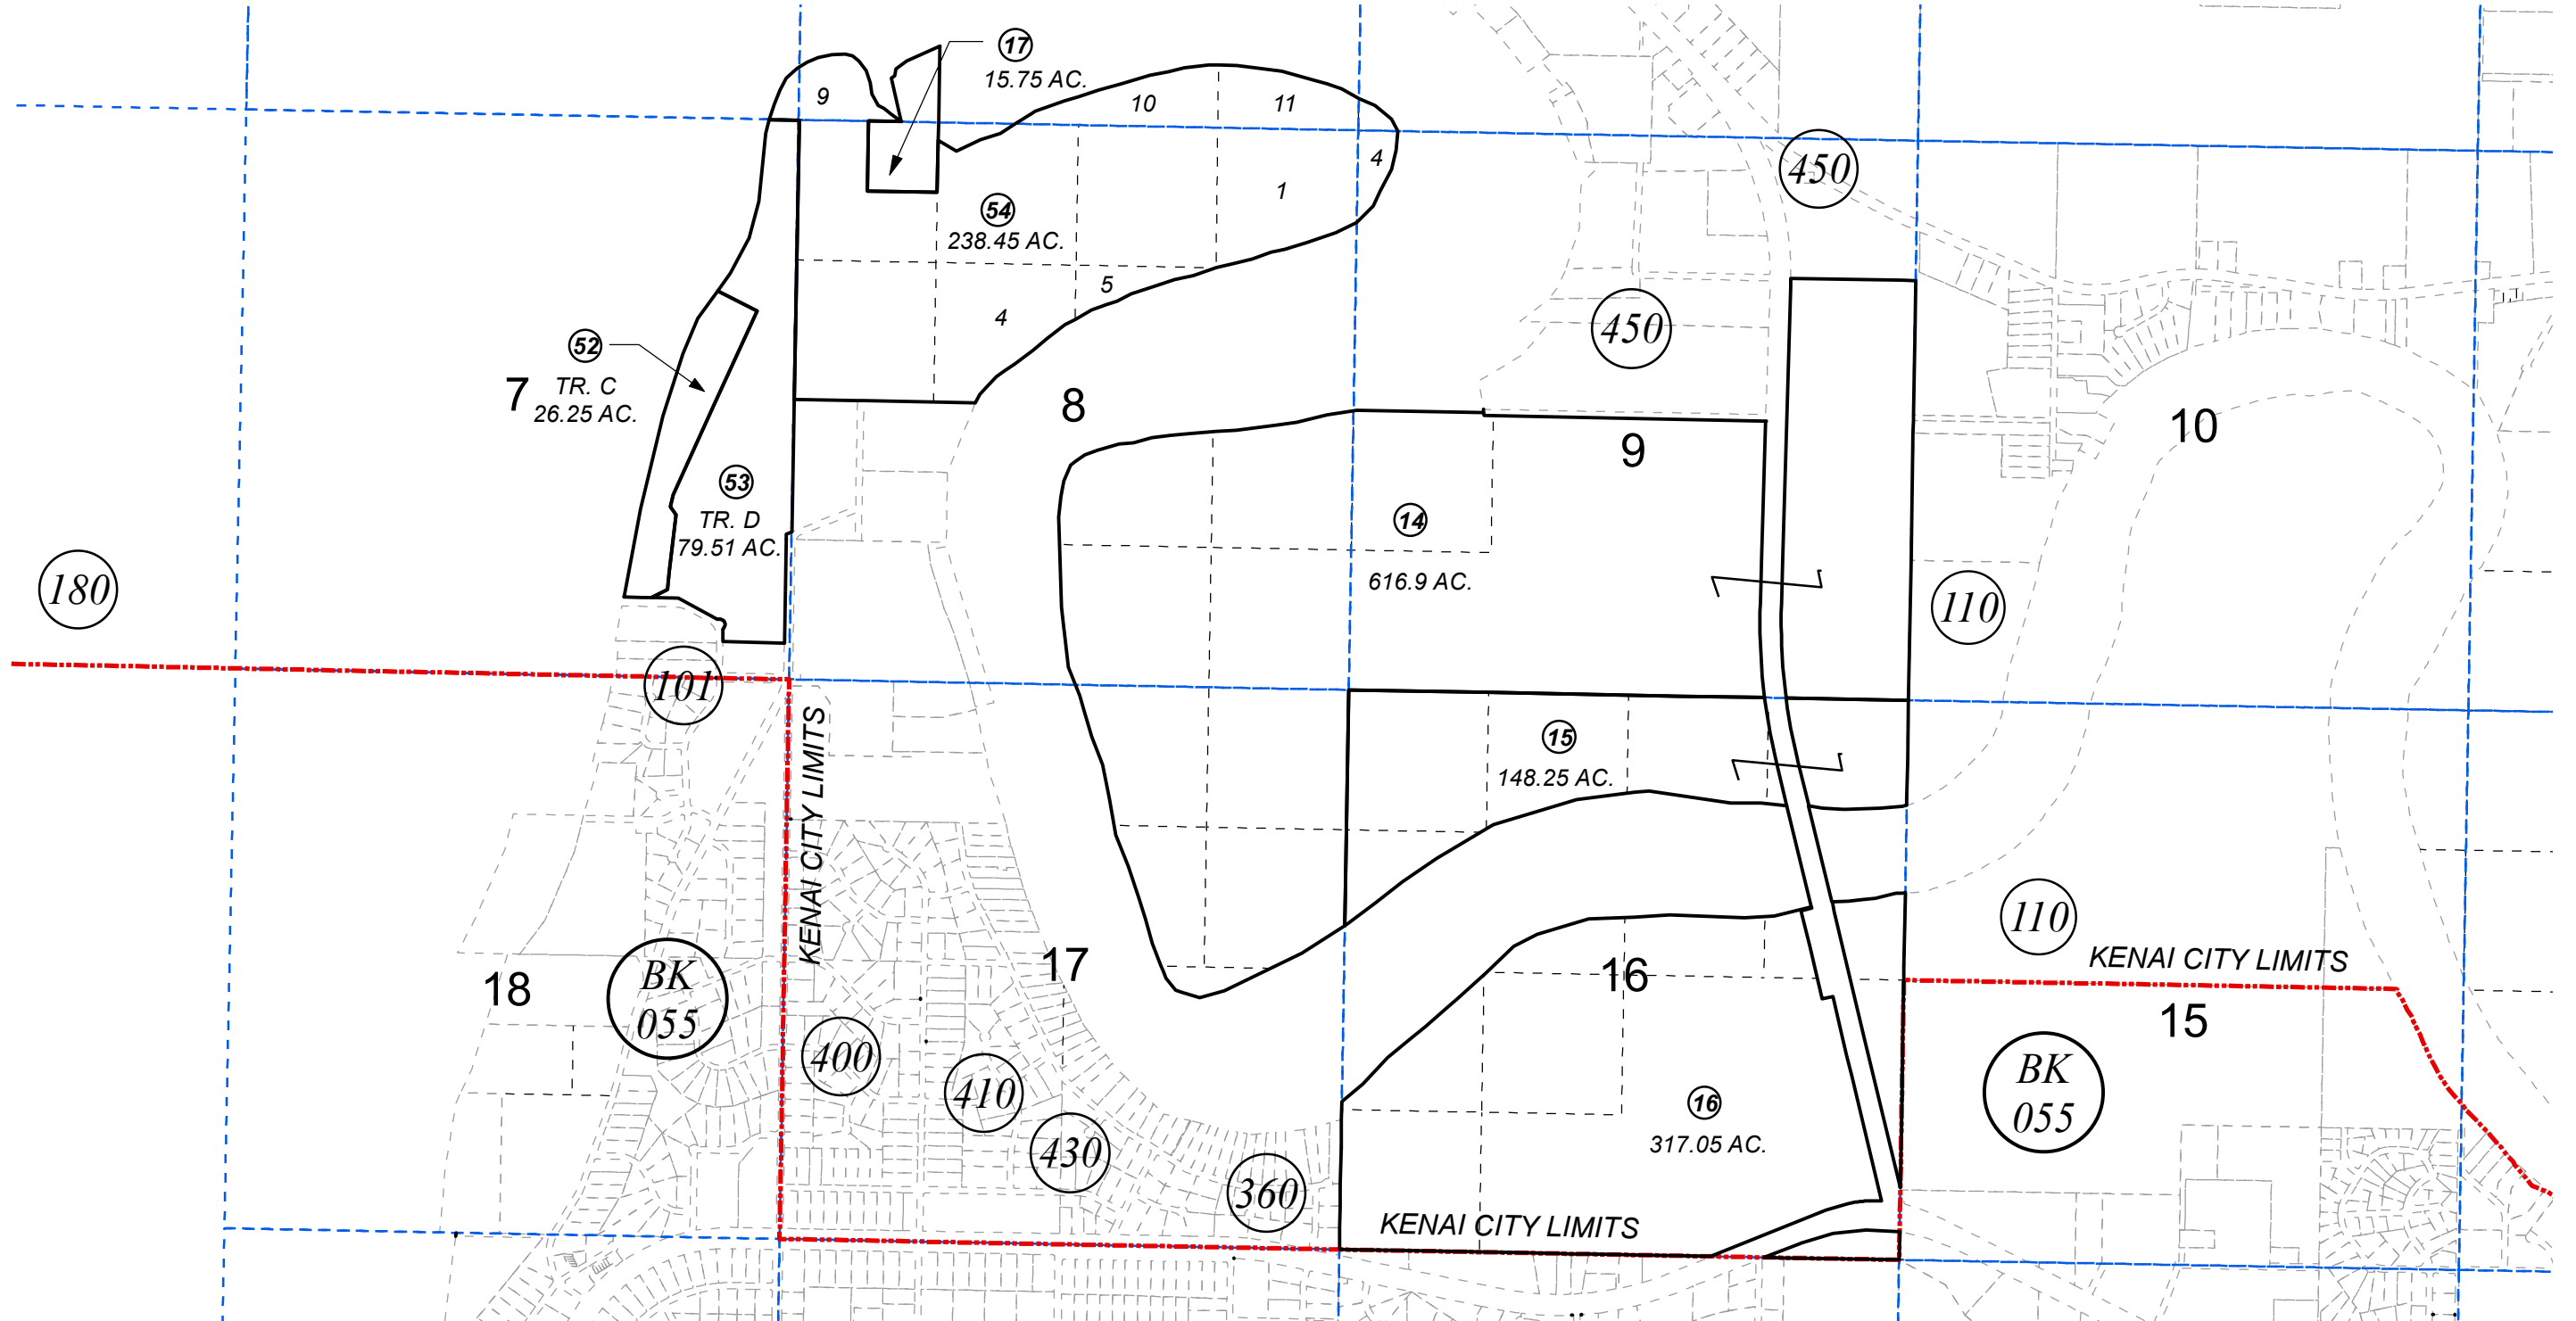 17
15.75 AC.
9
10
11
4
1
450
54
238.45 AC.
5
4
450
52
TR. C
26.25 AC.
7
8
9
10
53
TR. D
79.51 AC.
14
616.9 AC.
180
110
101
KENAI CITY LIMITS
15
148.25 AC.
110
KENAI CITY LIMITS
17
16
18
BK
055
15
400
410
430
360
BK
055
16
317.05 AC.
KENAI CITY LIMITS